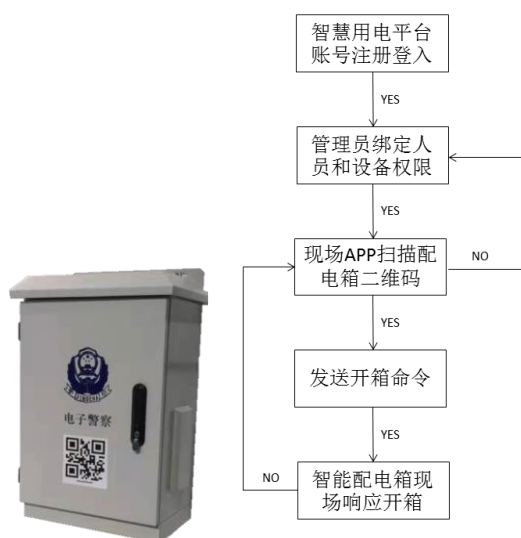 智慧用电平台
账号注册登入
YES
管理员绑定人
员和设备权限
YES
现场APP扫描配
电箱二维码
NO
YES
发送开箱命令
YES
智能配电箱现
场响应开箱
NO
电子警察